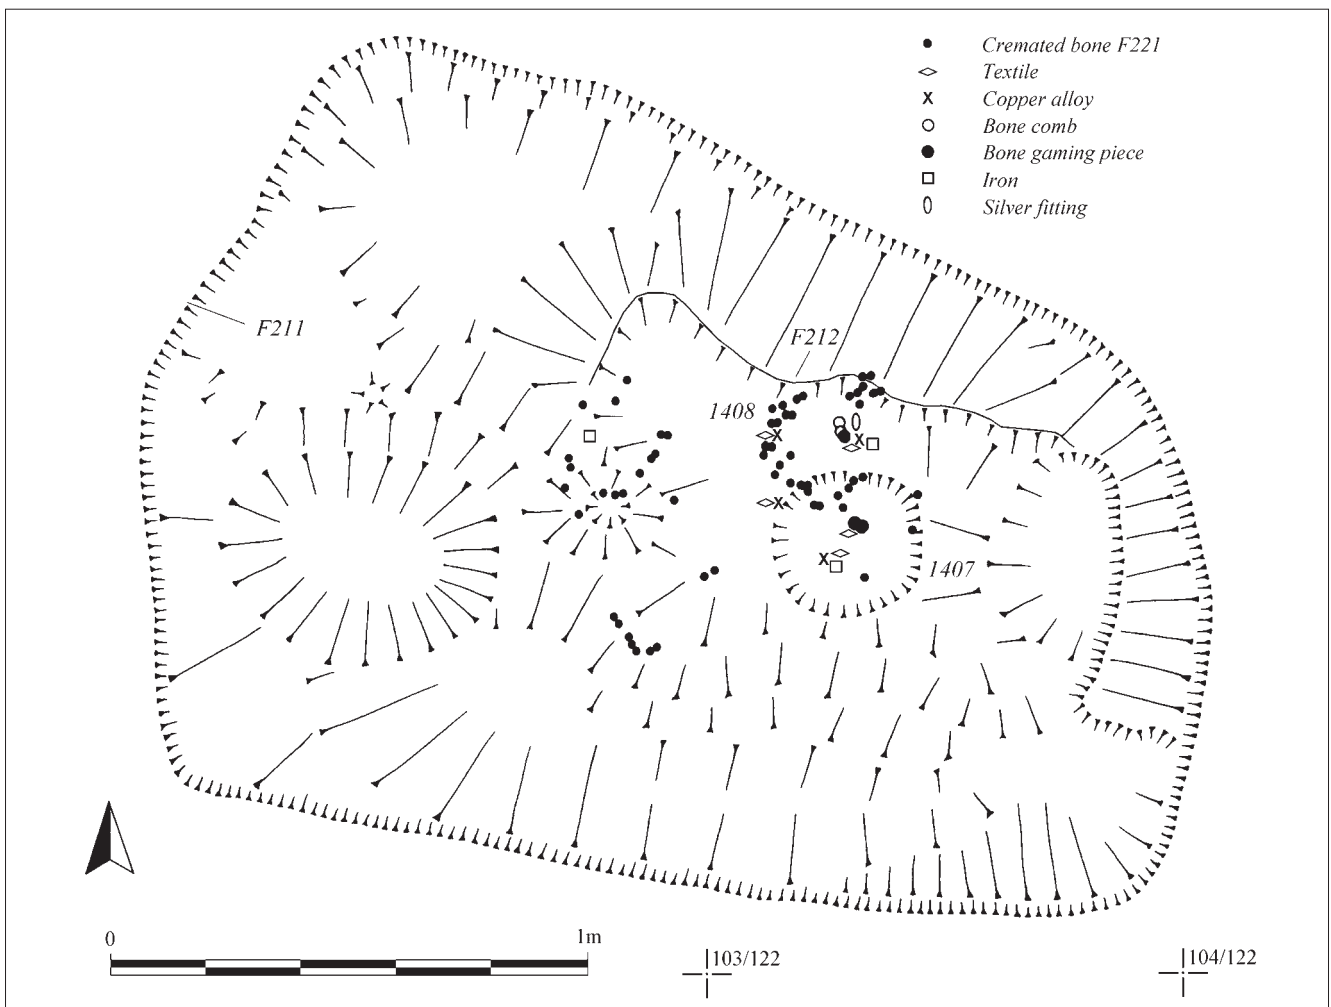 Cremated bone F221
Textile
X Copper alloy
Bone comb
Bone gaming piece
Iron
Silver fitting
F211
F212
1408
X
X
X
X
1407
0 1m
103/122
104/122